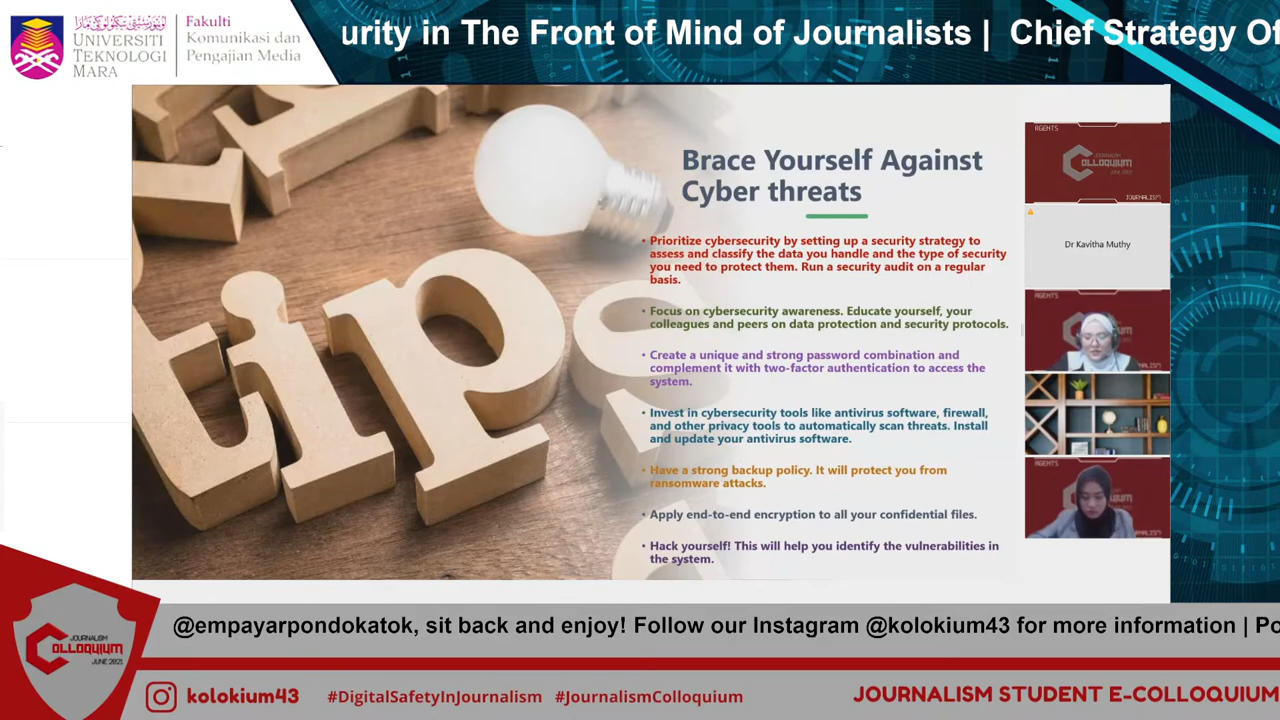 UNIVERSITI
TEKNOLOGI
MARA
Fakulti
Komunikasi dan
Pengajian Media
urity in The Front of Mind of Journalists | Chief Strategy Of
tips
Brace Yourself Against
Cyber threats
• Prioritize cybersecurity by setting up a security strategy to
assess and classify the data you handle and the type of security
you need to protect them. Run a security audit on a regular
basis.
• Focus on cybersecurity awareness. Educate yourself, your
colleagues and peers on data protection and security protocols.
• Create a unique and strong password combination and
complement it with two-factor authentication to access the
system.
• Invest in cybersecurity tools like antivirus software, firewall,
and other privacy tools to automatically scan threats. Install
and update your antivirus software.
• Have a strong backup policy. It will protect you from
ransomware attacks.
• Apply end-to-end encryption to all your confidential files.
• Hack yourself! This will help you identify the vulnerabilities in
the system.
AGENTS
JOURNALISM
COLLOQUIUM
JUNE 2021
JOURNALISM
Dr Kavitha Muthy
AGENTS
AGENTS
@empayarpondokatok, sit back and enjoy! Follow our Instagram @kolokium43 for more information | Po
JOURNALISM
COLLOQUIUM
JUNE 2021
kolokium43
#DigitalSafetyInJournalism #JournalismColloquium
JOURNALISM STUDENT E-COLLOQUIUM